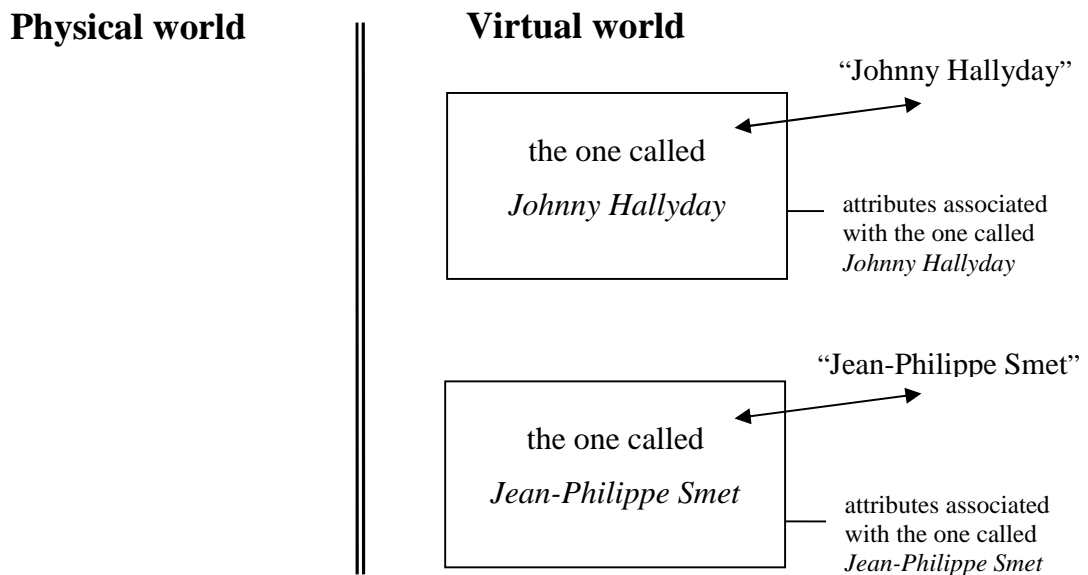 Physical world
Virtual world
“Johnny Hallyday”
the one called
Johnny Hallyday
attributes associated
with the one called
Johnny Hallyday
“Jean-Philippe Smet”
the one called
Jean-Philippe Smet
attributes associated
with the one called
Jean-Philippe Smet